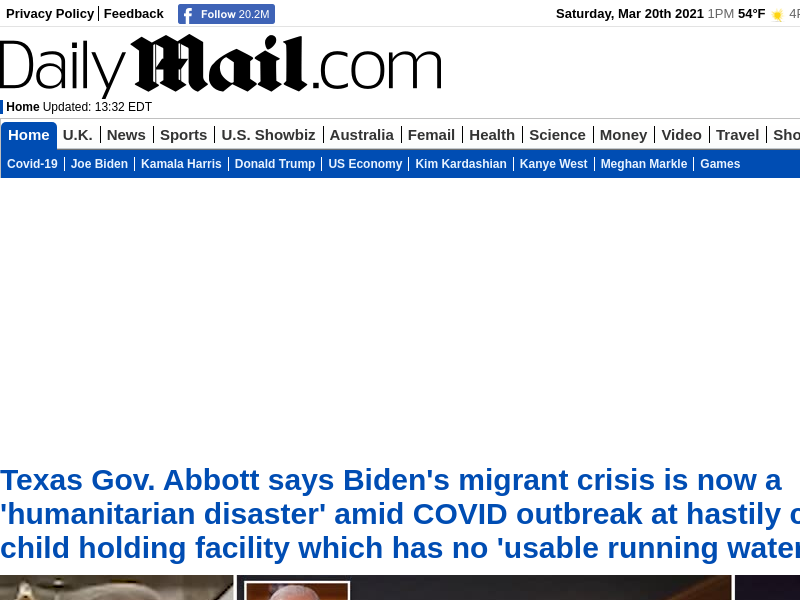 Privacy Policy Feedback Follow 20.2M Saturday, Mar 20th 2021 1PM 54°F
DailyMail.com
Home Updated: 13:32 EDT
Home U.K. News Sports U.S. Showbiz Australia Femail Health Science Money Video Travel Sho
Covid-19 Joe Biden Kamala Harris Donald Trump US Economy Kim Kardashian Kanye West Meghan Markle Games
Texas Gov. Abbott says Biden's migrant crisis is now a
'humanitarian disaster' amid COVID outbreak at hastily
child holding facility which has no 'usable running water